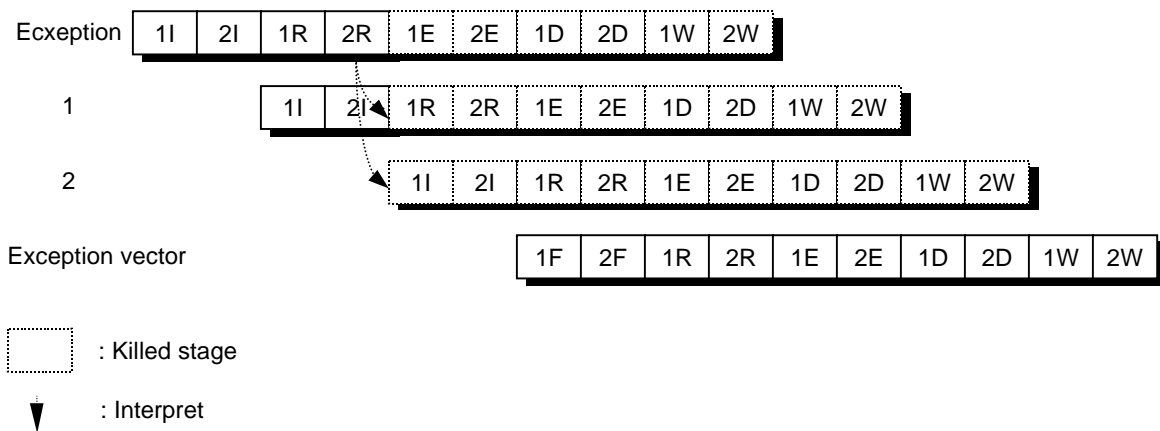 Ecxeption 1I 2I 1R 2R 1E 2E 1D 2D 1W 2W
1 1I 2I 1R 2R 1E 2E 1D 2D 1W 2W
2 1I 2I 1R 2R 1E 2E 1D 2D 1W 2W
Exception vector 1F 2F 1R 2R 1E 2E 1D 2D 1W 2W
: Killed stage
: Interpret